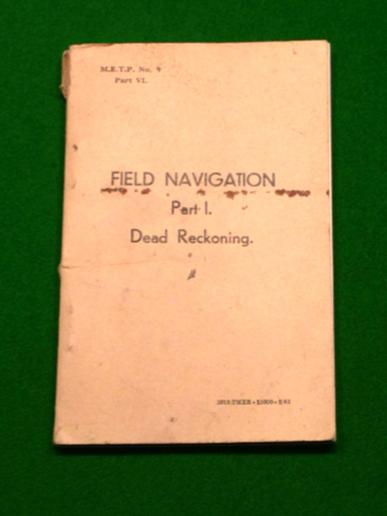 M.E.T.P. No. 9
Part VI.
FIELD NAVIGATION
Part I.
Dead Reckoning.